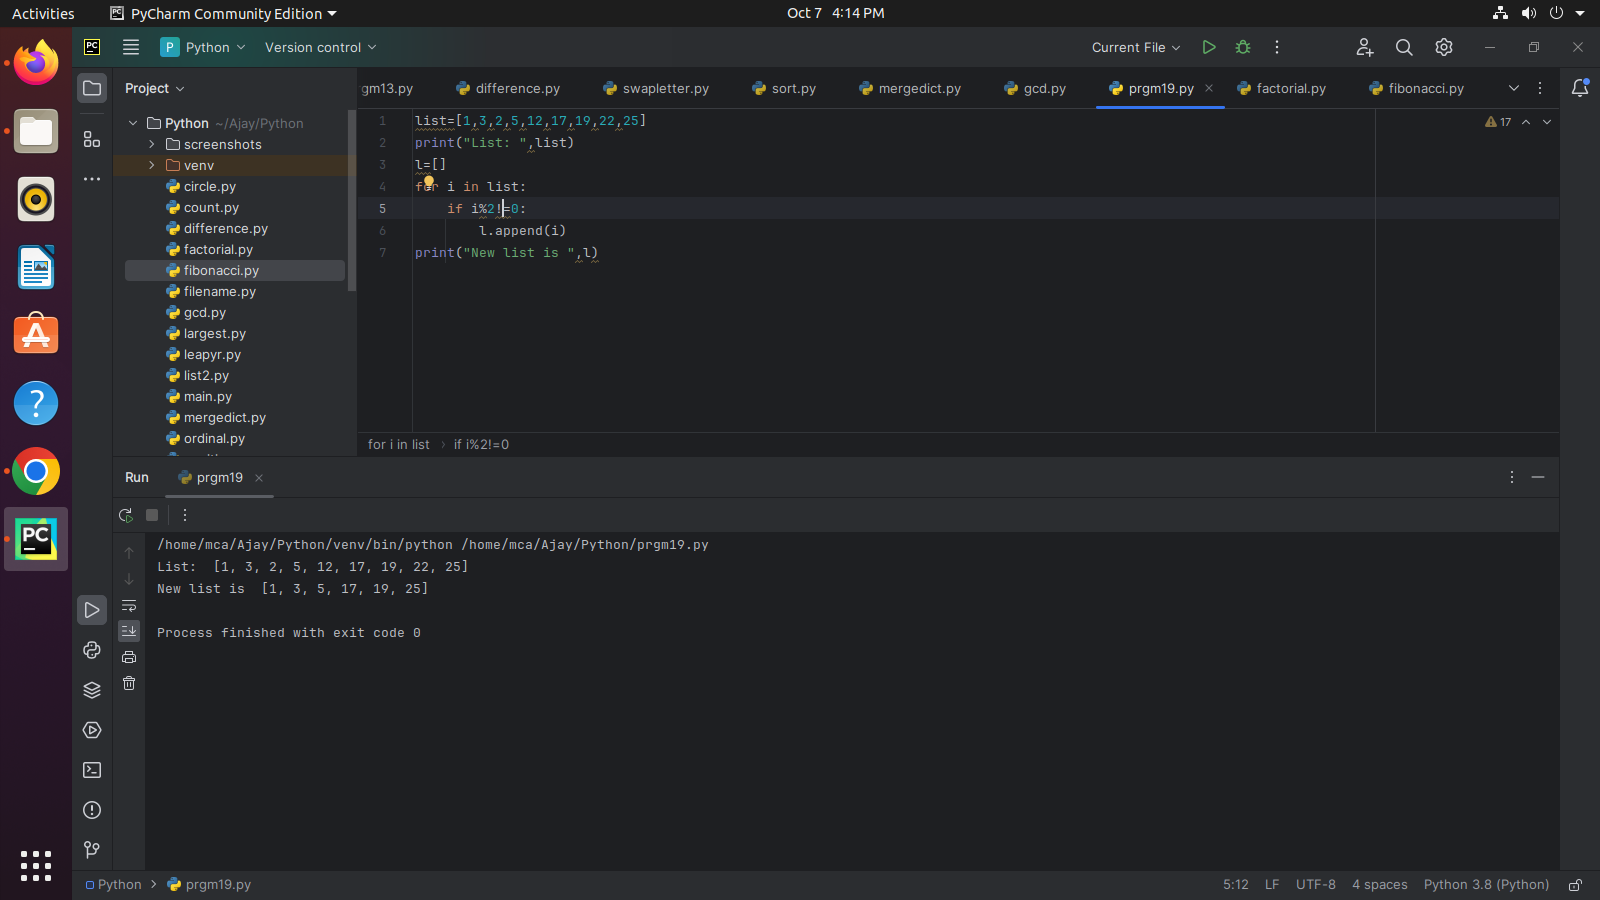 Activities PyCharm Community Edition Oct 7 4:14 PM
PC Python Version control Current File
P
Project gm13.py difference.py swapletter.py sort.py mergedict.py gcd.py prgm19.py factorial.py fibonacci.py
Python ~/Ajay/Python
screenshots
venv
circle.py
count.py
difference.py
factorial.py
fibonacci.py
filename.py
gcd.py
largest.py
leapyr.py
list2.py
main.py
mergedict.py
ordinal.py
1 list=[1,3,2,5,12,17,19,22,25]
2 print("List: ",list)
3 l=[]
4 for i in list:
5 if i%2!=0:
6 l.append(i)
7 print("New list is ",l)
17
for i in list › if i%2!=0
Run prgm19
/home/mca/Ajay/Python/venv/bin/python /home/mca/Ajay/Python/prgm19.py
List:  [1, 3, 2, 5, 12, 17, 19, 22, 25]
New list is  [1, 3, 5, 17, 19, 25]
Process finished with exit code 0
PC
Python › prgm19.py 5:12 LF UTF-8 4 spaces Python 3.8 (Python)